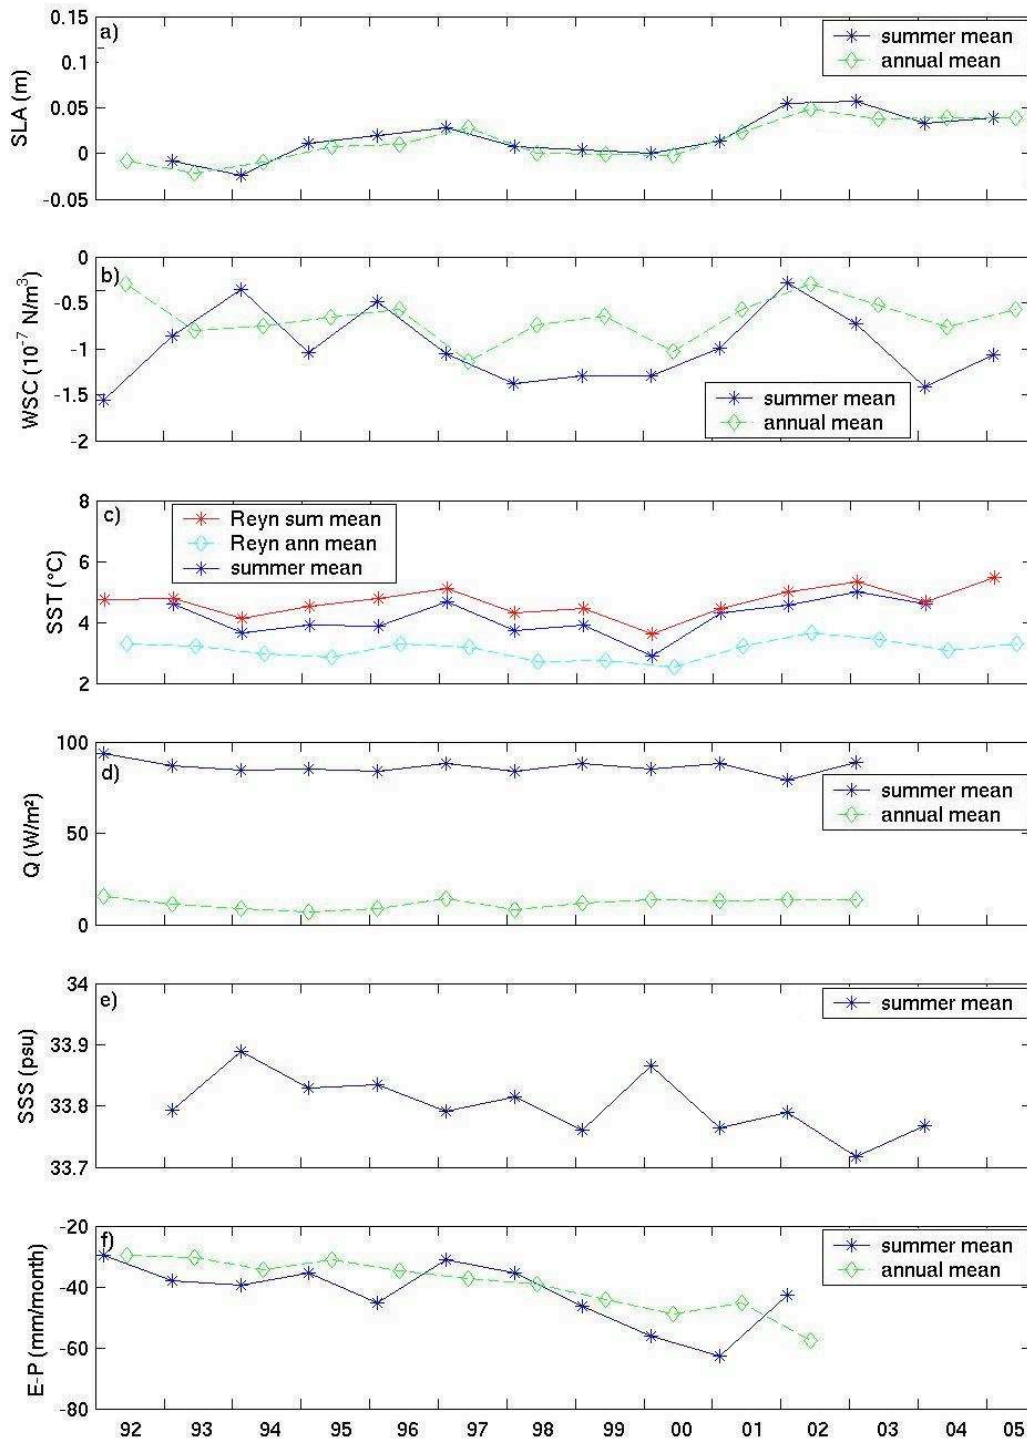 a)
0.15
0.1
0.05
0
-0.05
SLA (m)
summer mean
annual mean
b)
0
-0.5
-1
-1.5
-2
WSC (10⁻⁷ N/m³)
summer mean
annual mean
c)
8
6
4
2
SST (°C)
Reyn sum mean
Reyn ann mean
summer mean
d)
100
50
0
Q (W/m²)
summer mean
annual mean
e)
34
33.9
33.8
33.7
SSS (psu)
summer mean
f)
-20
-40
-60
-80
E-P (mm/month)
summer mean
annual mean
92 93 94 95 96 97 98 99 00 01 02 03 04 05